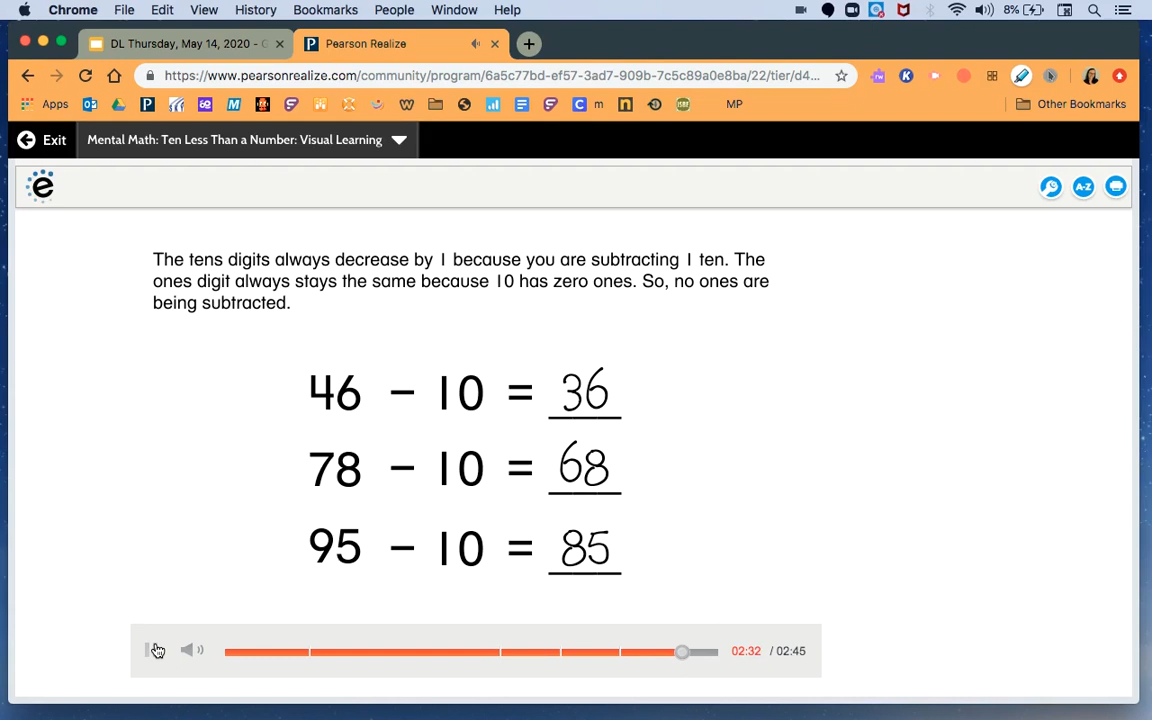 Chrome File Edit View History Bookmarks People Window Help 8%
DL Thursday, May 14, 2020 - Pearson Realize
https://www.pearsonrealize.com/community/program/6a5c77bd-ef57-3ad7-909b-7c5c89a0e8ba/22/tier/d4...
Apps m MP Other Bookmarks
Exit Mental Math: Ten Less Than a Number: Visual Learning
e A-Z
The tens digits always decrease by 1 because you are subtracting 1 ten. The
ones digit always stays the same because 10 has zero ones. So, no ones are
being subtracted.
46 − 10 = 36
78 − 10 = 68
95 − 10 = 85
02:32 / 02:45